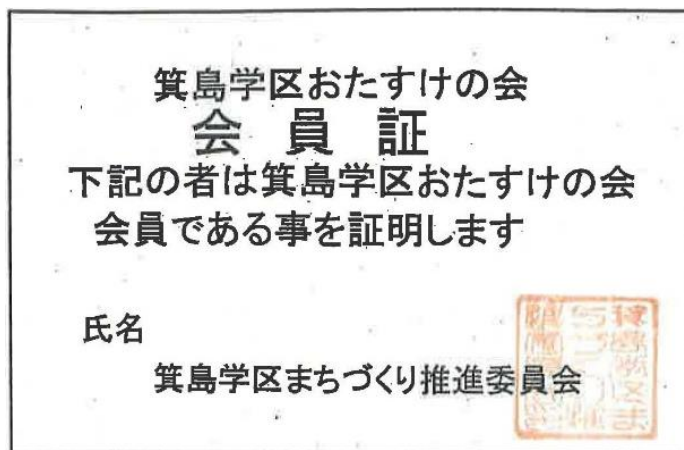 箕島学区おたすけの会
会員証
下記の者は箕島学区おたすけの会
会員である事を証明します
氏名
箕島学区まちづくり推進委員会